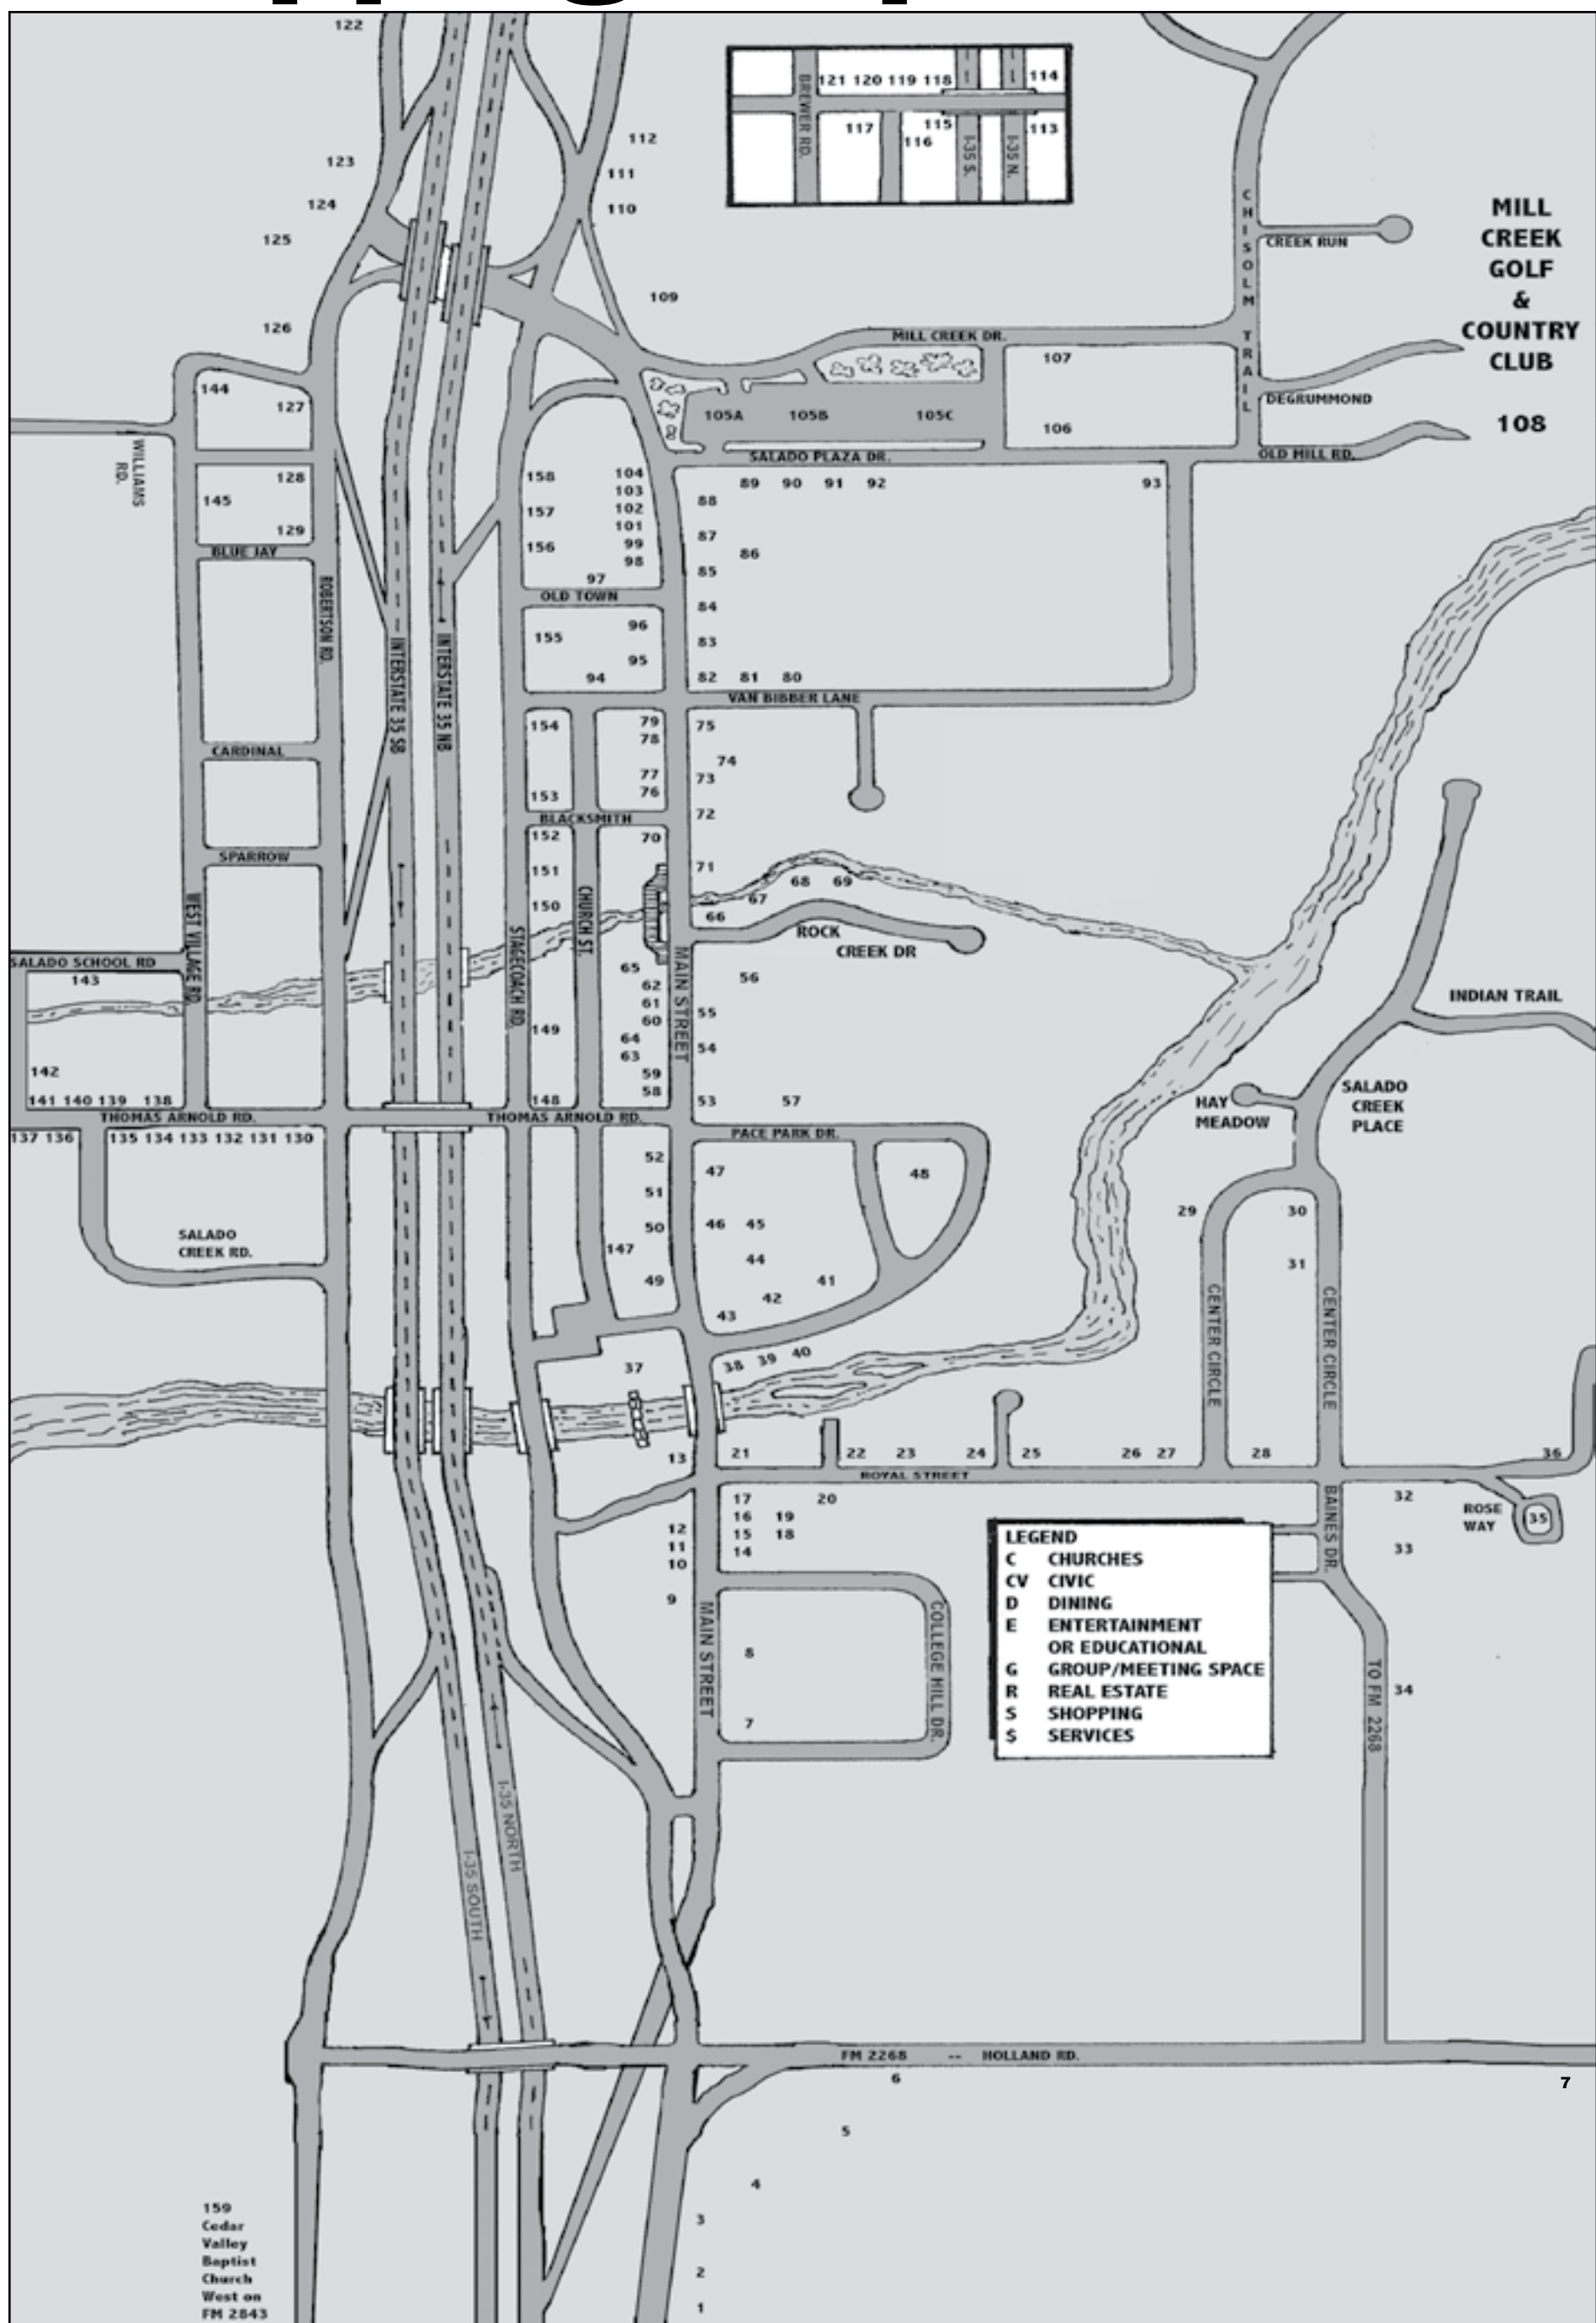 122
BREWER RD.
121 120 119 118
114
117
115
116
113
I-35 S.
I-35 N.
112
123
111
124
110
125
109
126
CHISOLM TRAIL
CREEK RUN
MILL
CREEK
GOLF
&
COUNTRY
CLUB
108
MILL CREEK DR.
107
DEGRUMMOND
144
127
105A
105B
105C
106
OLD MILL RD.
WILLIAMS
RD.
SALADO PLAZA DR.
128
145
129
158
104
103
157
102
101
156
99
98
97
88
89 90 91 92
93
87
86
85
84
83
82 81 80
BLUE JAY
ROBERTSON RD.
INTERSTATE 35 SB
INTERSTATE 35 NB
OLD TOWN
96
155
95
94
VAN BIBBER LANE
154
79
78
75
74
77
73
153
76
72
CARDINAL
BLACKSMITH
152
70
SPARROW
151
71
68 69
150
67
66
ROCK
CREEK DR
WEST VILLAGE RD.
CHURCH ST.
STAGECOACH RD.
MAIN STREET
SALADO SCHOOL RD
143
65
56
62
61
55
60
149
64
54
63
INDIAN TRAIL
142
59
58
141 140 139 138
148
53
57
HAY
MEADOW
SALADO
CREEK
PLACE
THOMAS ARNOLD RD.
THOMAS ARNOLD RD.
137 136
135 134 133 132 131 130
PACE PARK DR.
52
47
48
51
29
30
50
46 45
SALADO
CREEK RD.
147
44
31
49
41
42
43
CENTER CIRCLE
CENTER CIRCLE
37
38 39 40
13
21
22 23 24 25
26 27
28
36
ROYAL STREET
17
20
16 19
12
15 18
11
14
10
9
BAINES DR.
32
ROSE
WAY
35
33
LEGEND
C CHURCHES
CV CIVIC
D DINING
E ENTERTAINMENT
OR EDUCATIONAL
G GROUP/MEETING SPACE
R REAL ESTATE
S SHOPPING
$ SERVICES
MAIN STREET
COLLEGE HILL DR.
8
7
TO FM 2268
34
I-35 NORTH
I-35 SOUTH
FM 2268 -- HOLLAND RD.
6
7
5
4
3
2
1
159
Cedar
Valley
Baptist
Church
West on
FM 2843